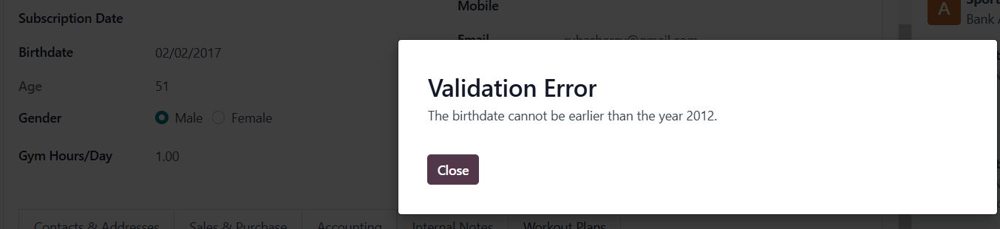 Subscription Date
Birthdate 02/02/2017
Age 51
Gender Male Female
Gym Hours/Day 1.00
Mobile
Email
Validation Error
The birthdate cannot be earlier than the year 2012.
Close
A
Bank
Contacts & Addresses Sales & Purchase Accounting Internal Notes Workout Plans